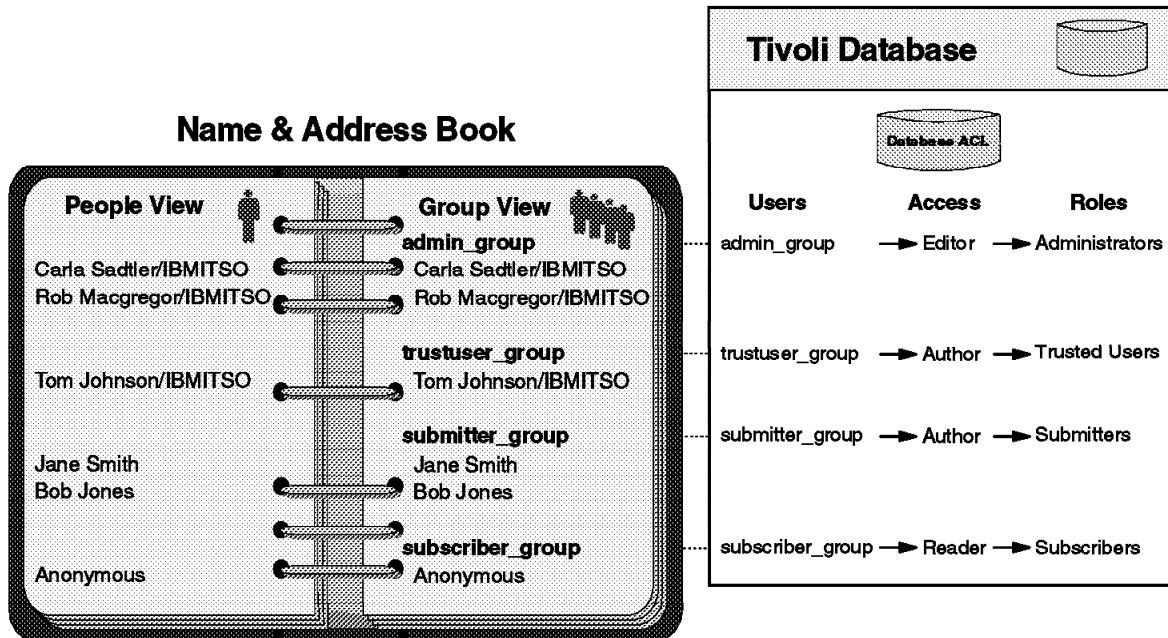 Tivoli Database
Database ACL
Name & Address Book
People View
Group View
admin_group
Carla Sadtler/IBMITSO
Carla Sadtler/IBMITSO
Rob Macgregor/IBMITSO
Rob Macgregor/IBMITSO
trustuser_group
Tom Johnson/IBMITSO
Tom Johnson/IBMITSO
submitter_group
Jane Smith
Jane Smith
Bob Jones
Bob Jones
subscriber_group
Anonymous
Anonymous
Users Access Roles
admin_group Editor Administrators
trustuser_group Author Trusted Users
submitter_group Author Submitters
subscriber_group Reader Subscribers